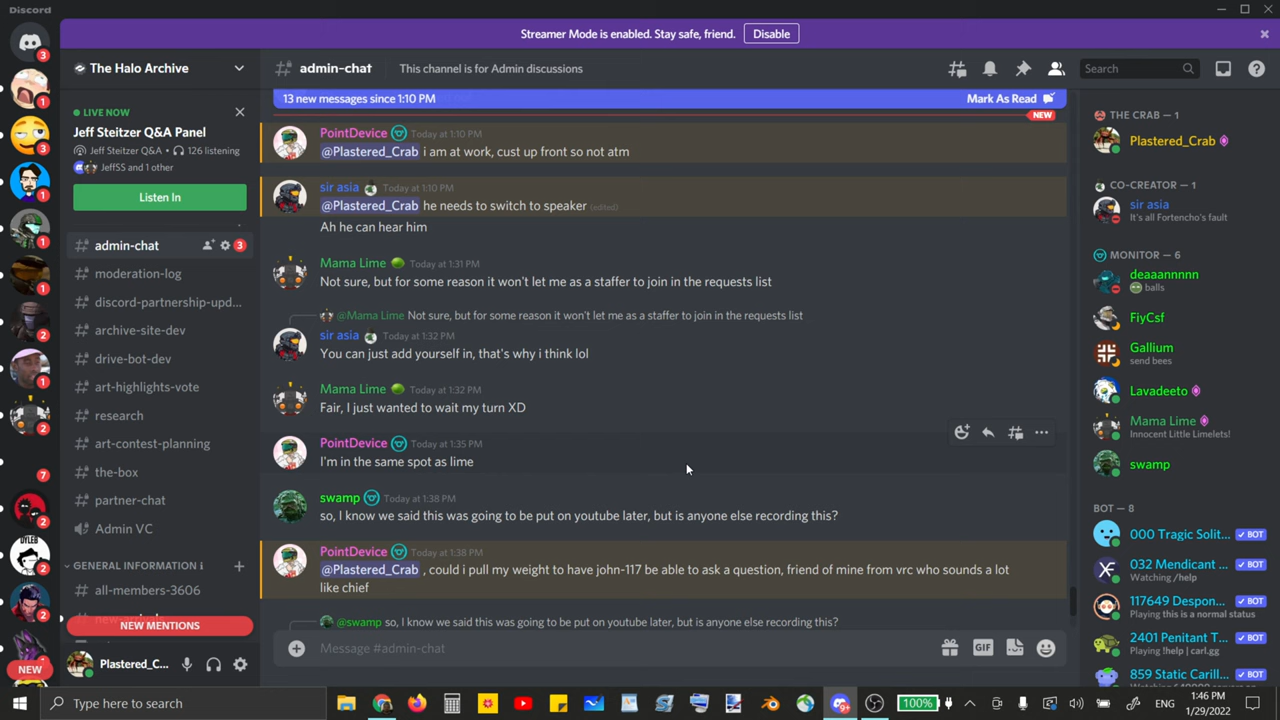 Discord
Streamer Mode is enabled. Stay safe, friend.
Disable
The Halo Archive
admin-chat
This channel is for Admin discussions
Search
LIVE NOW
Jeff Steitzer Q&A Panel
Jeff Steitzer Q&A
126 listening
JeffSS and 1 other
Listen In
admin-chat
3
moderation-log
discord-partnership-upd...
archive-site-dev
drive-bot-dev
art-highlights-vote
research
art-contest-planning
the-box
partner-chat
Admin VC
GENERAL INFORMATION
all-members-3606
NEW MENTIONS
Plastered_C...
13 new messages since 1:10 PM
Mark As Read
NEW
PointDevice Today at 1:10 PM
@Plastered_Crab i am at work, cust up front so not atm
sir asia Today at 1:10 PM
@Plastered_Crab he needs to switch to speaker (edited)
Ah he can hear him
Mama Lime Today at 1:31 PM
Not sure, but for some reason it won't let me as a staffer to join in the requests list
@Mama Lime Not sure, but for some reason it won't let me as a staffer to join in the requests list
sir asia Today at 1:32 PM
You can just add yourself in, that's why i think lol
Mama Lime Today at 1:32 PM
Fair, I just wanted to wait my turn XD
PointDevice Today at 1:35 PM
I'm in the same spot as lime
swamp Today at 1:38 PM
so, I know we said this was going to be put on youtube later, but is anyone else recording this?
PointDevice Today at 1:38 PM
@Plastered_Crab , could i pull my weight to have john-117 be able to ask a question, friend of mine from vrc who sounds a lot
like chief
@swamp so, I know we said this was going to be put on youtube later, but is anyone else recording this?
Message #admin-chat
GIF
THE CRAB — 1
Plastered_Crab
CO-CREATOR — 1
sir asia
It's all Fortencho's fault
MONITOR — 6
deaaannnnn
balls
FiyCsf
Gallium
send bees
Lavadeeto
Mama Lime
Innocent Little Limelets!
swamp
BOT — 8
000 Tragic Solit...
BOT
032 Mendicant ...
BOT
Watching /help
117649 Despon...
BOT
Playing this is a normal status
2401 Penitant T...
BOT
Playing !help | carl.gg
859 Static Carill...
BOT
3
1
1
1
1
2
1
2
7
2
2
NEW
Type here to search
9+
100%
ENG
1:46 PM
1/29/2022